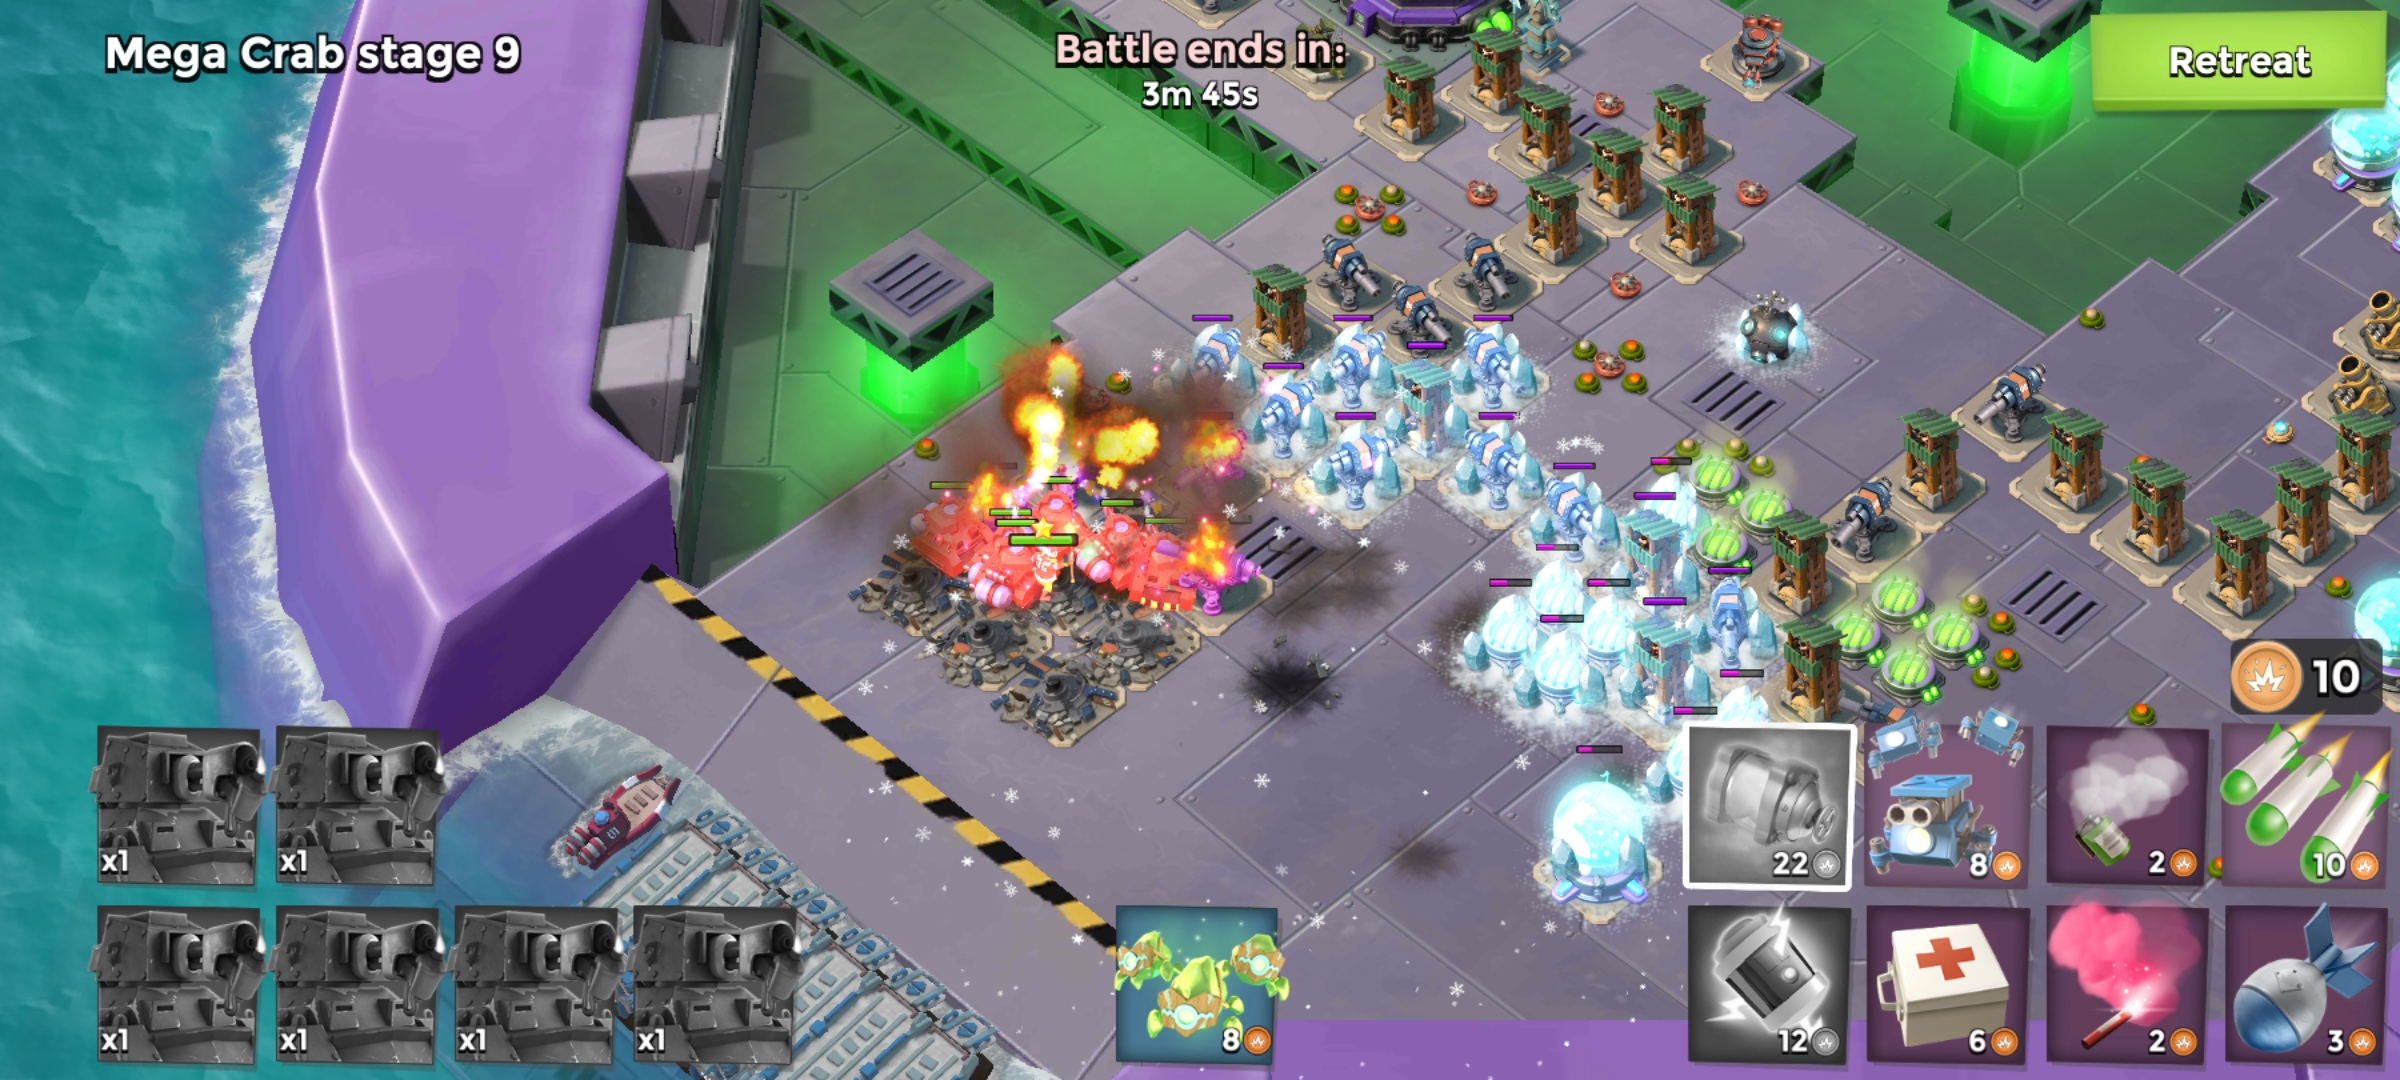 Mega Crab stage 9
Battle ends in:
3m 45s
Retreat
10
x1
x1
22
8
2
10
x1
x1
x1
x1
8
12
6
2
3